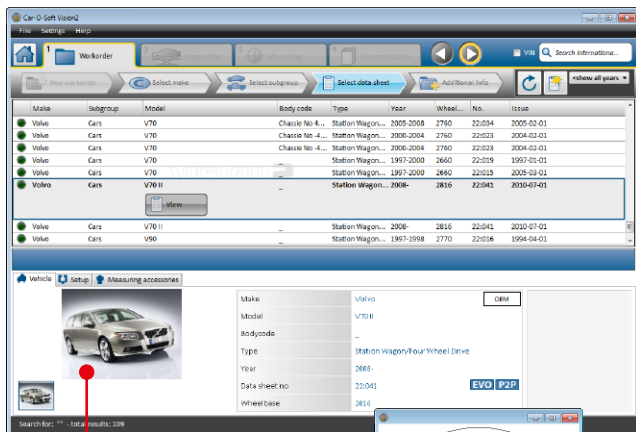 Car-O-Soft Vision2
File Settings Help
1 Workorder 2 3 Measuring 4 VIN Search internationa...
New workorder Select make Select subgroup Select data sheet Additional info <show all years
Make Subgroup Model Body code Type Year Wheel... No. Issue
Volvo Cars V70 Chassie No 4... Station Wagon... 2005-2008 2760 22:034 2005-02-01
Volvo Cars V70 Chassie No -4... Station Wagon... 2000-2004 2760 22:023 2004-02-01
Volvo Cars V70 Chassie No -4... Station Wagon... 2000-2004 2760 22:023 2004-02-01
Volvo Cars V70 _ Station Wagon... 1997-2000 2660 22:019 1997-01-01
Volvo Cars V70 _ Station Wagon... 1997-2000 2660 22:015 2005-03-01
Volvo Cars V70 II _ Station Wagon... 2008- 2816 22:041 2010-07-01
View
Volvo Cars V70 II _ Station Wagon... 2008- 2816 22:041 2010-07-01
Volvo Cars V90 _ Station Wagon... 1997-1998 2770 22:016 1994-04-01
Vehicle Setup Measuring accessories
Make Volvo OEM
Model V70 II
Bodycode _
Type Station Wagon/Four Wheel Drive
Year 2008-
Data sheet no 22:041 EVO P2P
Wheelbase 2816
Search for: "" - total results: 109